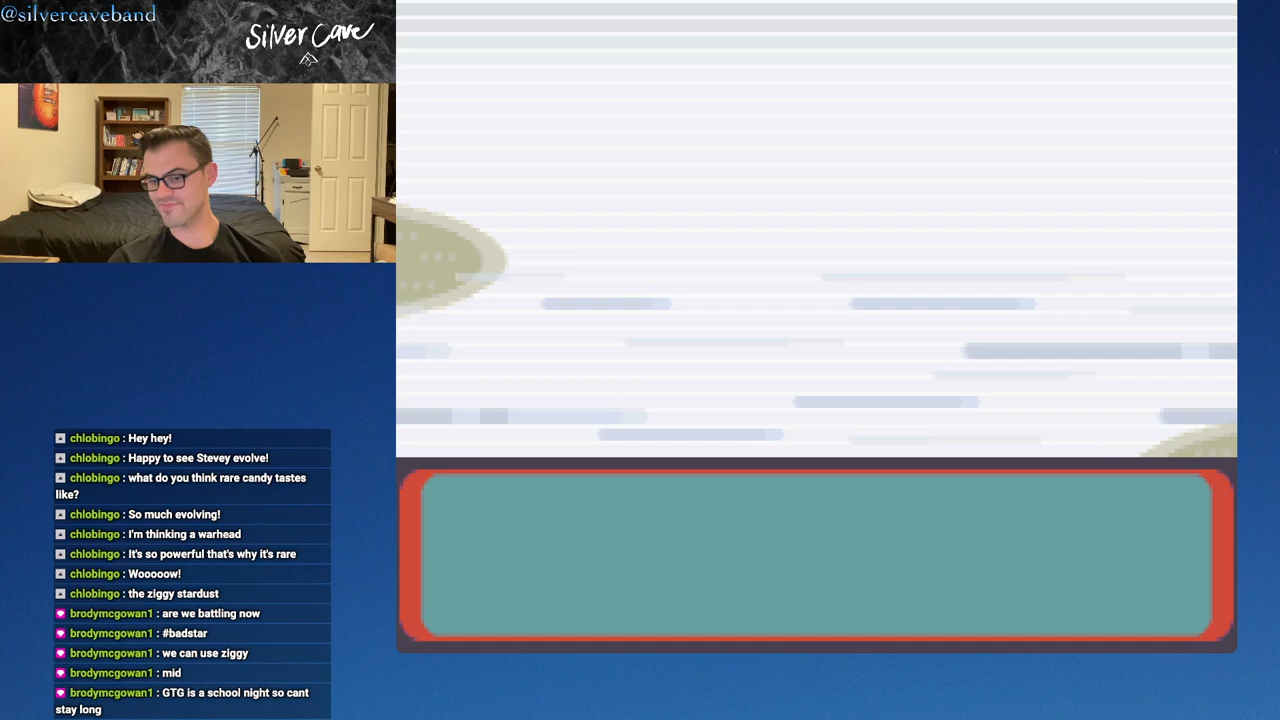 @silvercaveband
Silver Cave
chlobingo : Hey hey!
chlobingo : Happy to see Stevey evolve!
chlobingo : what do you think rare candy tastes
like?
chlobingo : So much evolving!
chlobingo : I'm thinking a warhead
chlobingo : It's so powerful that's why it's rare
chlobingo : Wooooow!
chlobingo : the ziggy stardust
brodymcgowan1 : are we battling now
brodymcgowan1 : #badstar
brodymcgowan1 : we can use ziggy
brodymcgowan1 : mid
brodymcgowan1 : GTG is a school night so cant
stay long